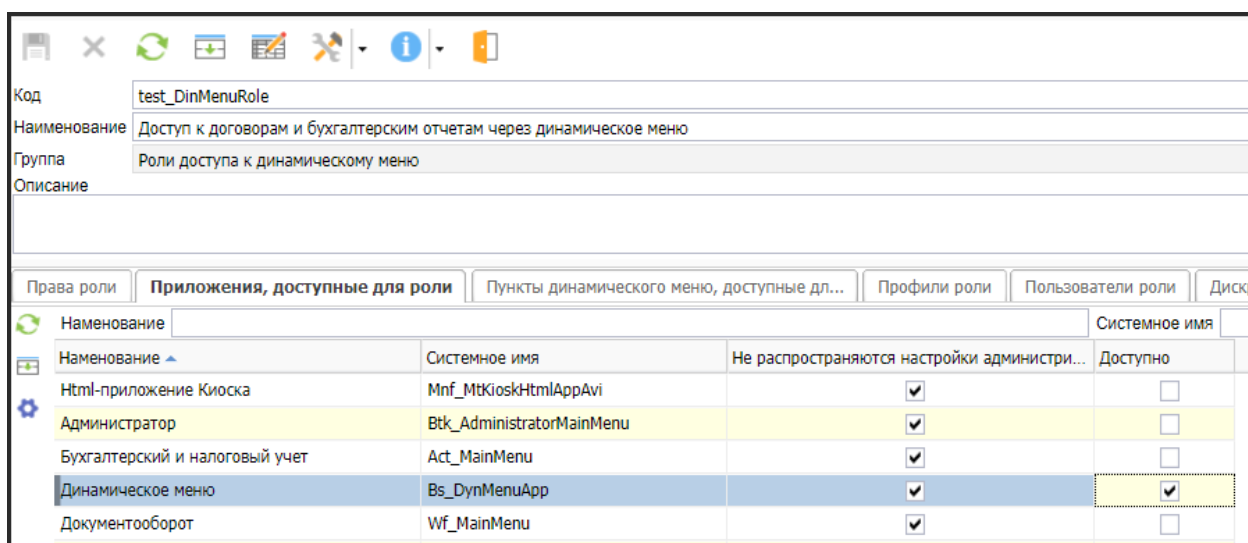 Код test_DinMenuRole
Наименование Доступ к договорам и бухгалтерским отчетам через динамическое меню
Группа Роли доступа к динамическому меню
Описание
Права роли Приложения, доступные для роли Пункты динамического меню, доступные дл... Профили роли Пользователи роли Диск
Наменование Системное имя
Наменование Системное имя Не распространяются настройки администри... Доступно
Html-приложение Киоска Mnf_MtKioskHtmlAppAvi
Администратор Btk_AdministratorMainMenu
Бухгалтерский и налоговый учет Act_MainMenu
Динамическое меню Bs_DynMenuApp
Документооборот Wf_MainMenu